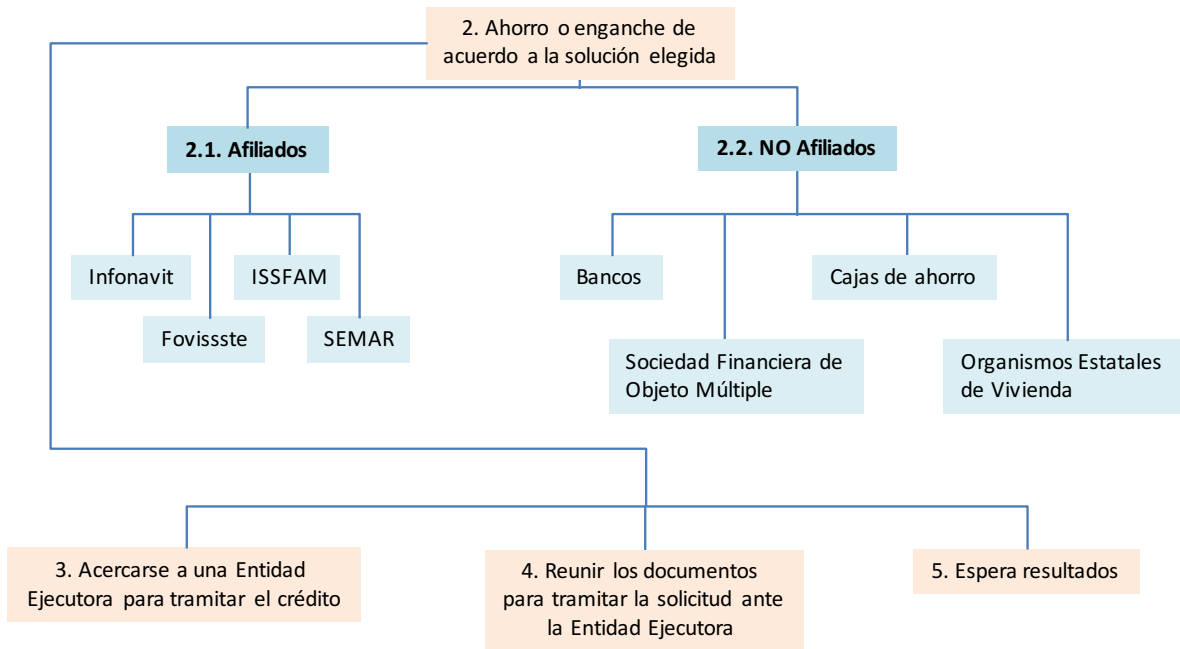 2. Ahorro o enganche de
acuerdo a la solución elegida
2.1. Afiliados
2.2. NO Afiliados
Infonavit
ISSFAM
Fovissste
SEMAR
Bancos
Cajas de ahorro
Sociedad Financiera de
Objeto Múltiple
Organismos Estatales
de Vivienda
3. Acercarse a una Entidad
Ejecutora para tramitar el crédito
4. Reunir los documentos
para tramitar la solicitud ante
la Entidad Ejecutora
5. Espera resultados